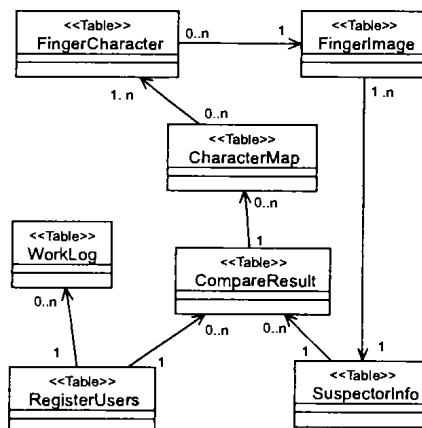 <<Table>>
FingerCharacter
0..n
1
<<Table>>
FingerImage
1..n
0..n
1..n
<<Table>>
CharacterMap
0..n
<<Table>>
WorkLog
0..n
1
<<Table>>
CompareResult
0..n
0..n
1
1
1
1
<<Table>>
RegisterUsers
<<Table>>
SuspectorInfo